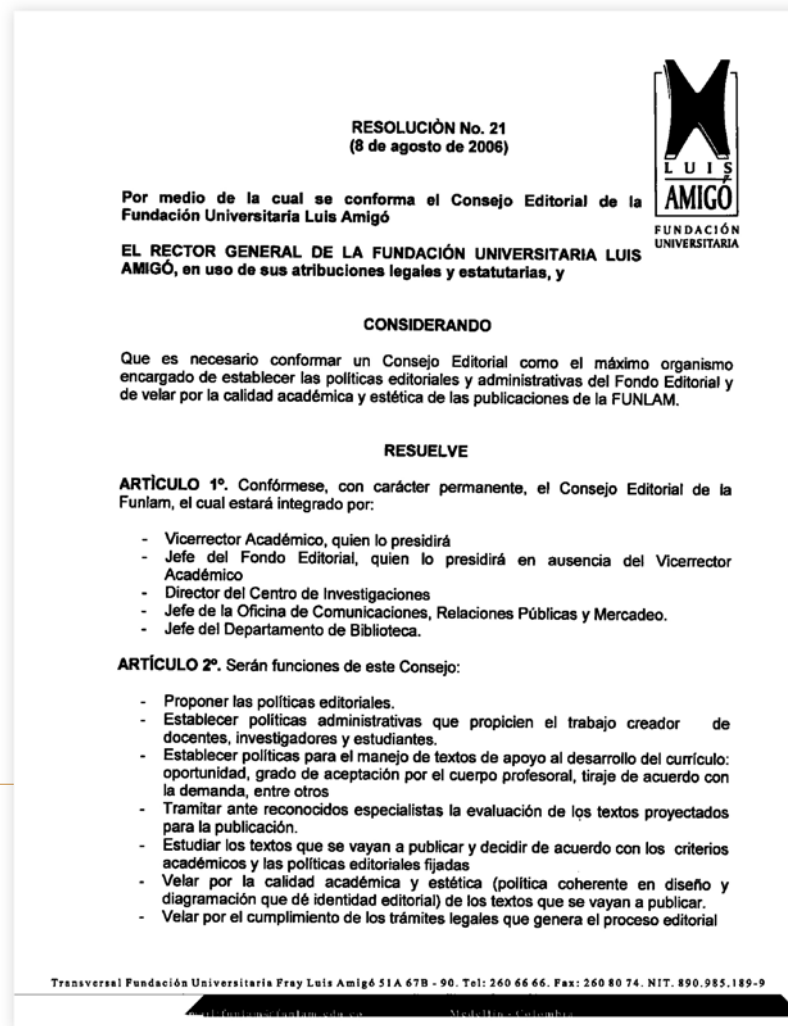 RESOLUCIÒN No. 21
(8 de agosto de 2006)
LUIS
AMIGÓ
FUNDACIÓN
UNIVERSITARIA
Por medio de la cual se conforma el Consejo Editorial de la
Fundación Universitaria Luis Amigó
EL RECTOR GENERAL DE LA FUNDACIÓN UNIVERSITARIA LUIS
AMIGÓ, en uso de sus atribuciones legales y estatutarias, y
CONSIDERANDO
Que es necesario conformar un Consejo Editorial como el máximo organismo
encargado de establecer las políticas editoriales y administrativas del Fondo Editorial y
de velar por la calidad académica y estética de las publicaciones de la FUNLAM.
RESUELVE
ARTÌCULO 1º. Confórmese, con carácter permanente, el Consejo Editorial de la
Funlam, el cual estará integrado por:
- Vicerrector Académico, quien lo presidirá
- Jefe del Fondo Editorial, quien lo presidirá en ausencia del Vicerrector
Académico
- Director del Centro de Investigaciones
- Jefe de la Oficina de Comunicaciones, Relaciones Públicas y Mercadeo.
- Jefe del Departamento de Biblioteca.
ARTÍCULO 2º. Serán funciones de este Consejo:
- Proponer las políticas editoriales.
- Establecer políticas administrativas que propicien el trabajo creador de
docentes, investigadores y estudiantes.
- Establecer políticas para el manejo de textos de apoyo al desarrollo del currículo:
oportunidad, grado de aceptación por el cuerpo profesoral, tiraje de acuerdo con
la demanda, entre otros
- Tramitar ante reconocidos especialistas la evaluación de los textos proyectados
para la publicación.
- Estudiar los textos que se vayan a publicar y decidir de acuerdo con los criterios
académicos y las políticas editoriales fijadas
- Velar por la calidad académica y estética (política coherente en diseño y
diagramación que dé identidad editorial) de los textos que se vayan a publicar.
- Velar por el cumplimiento de los trámites legales que genera el proceso editorial
Transversal Fundación Universitaria Fray Luis Amigó 51A 67B - 90. Tel: 260 66 66. Fax: 260 80 74. NIT. 890.985.189-9
Medellín - Colombia